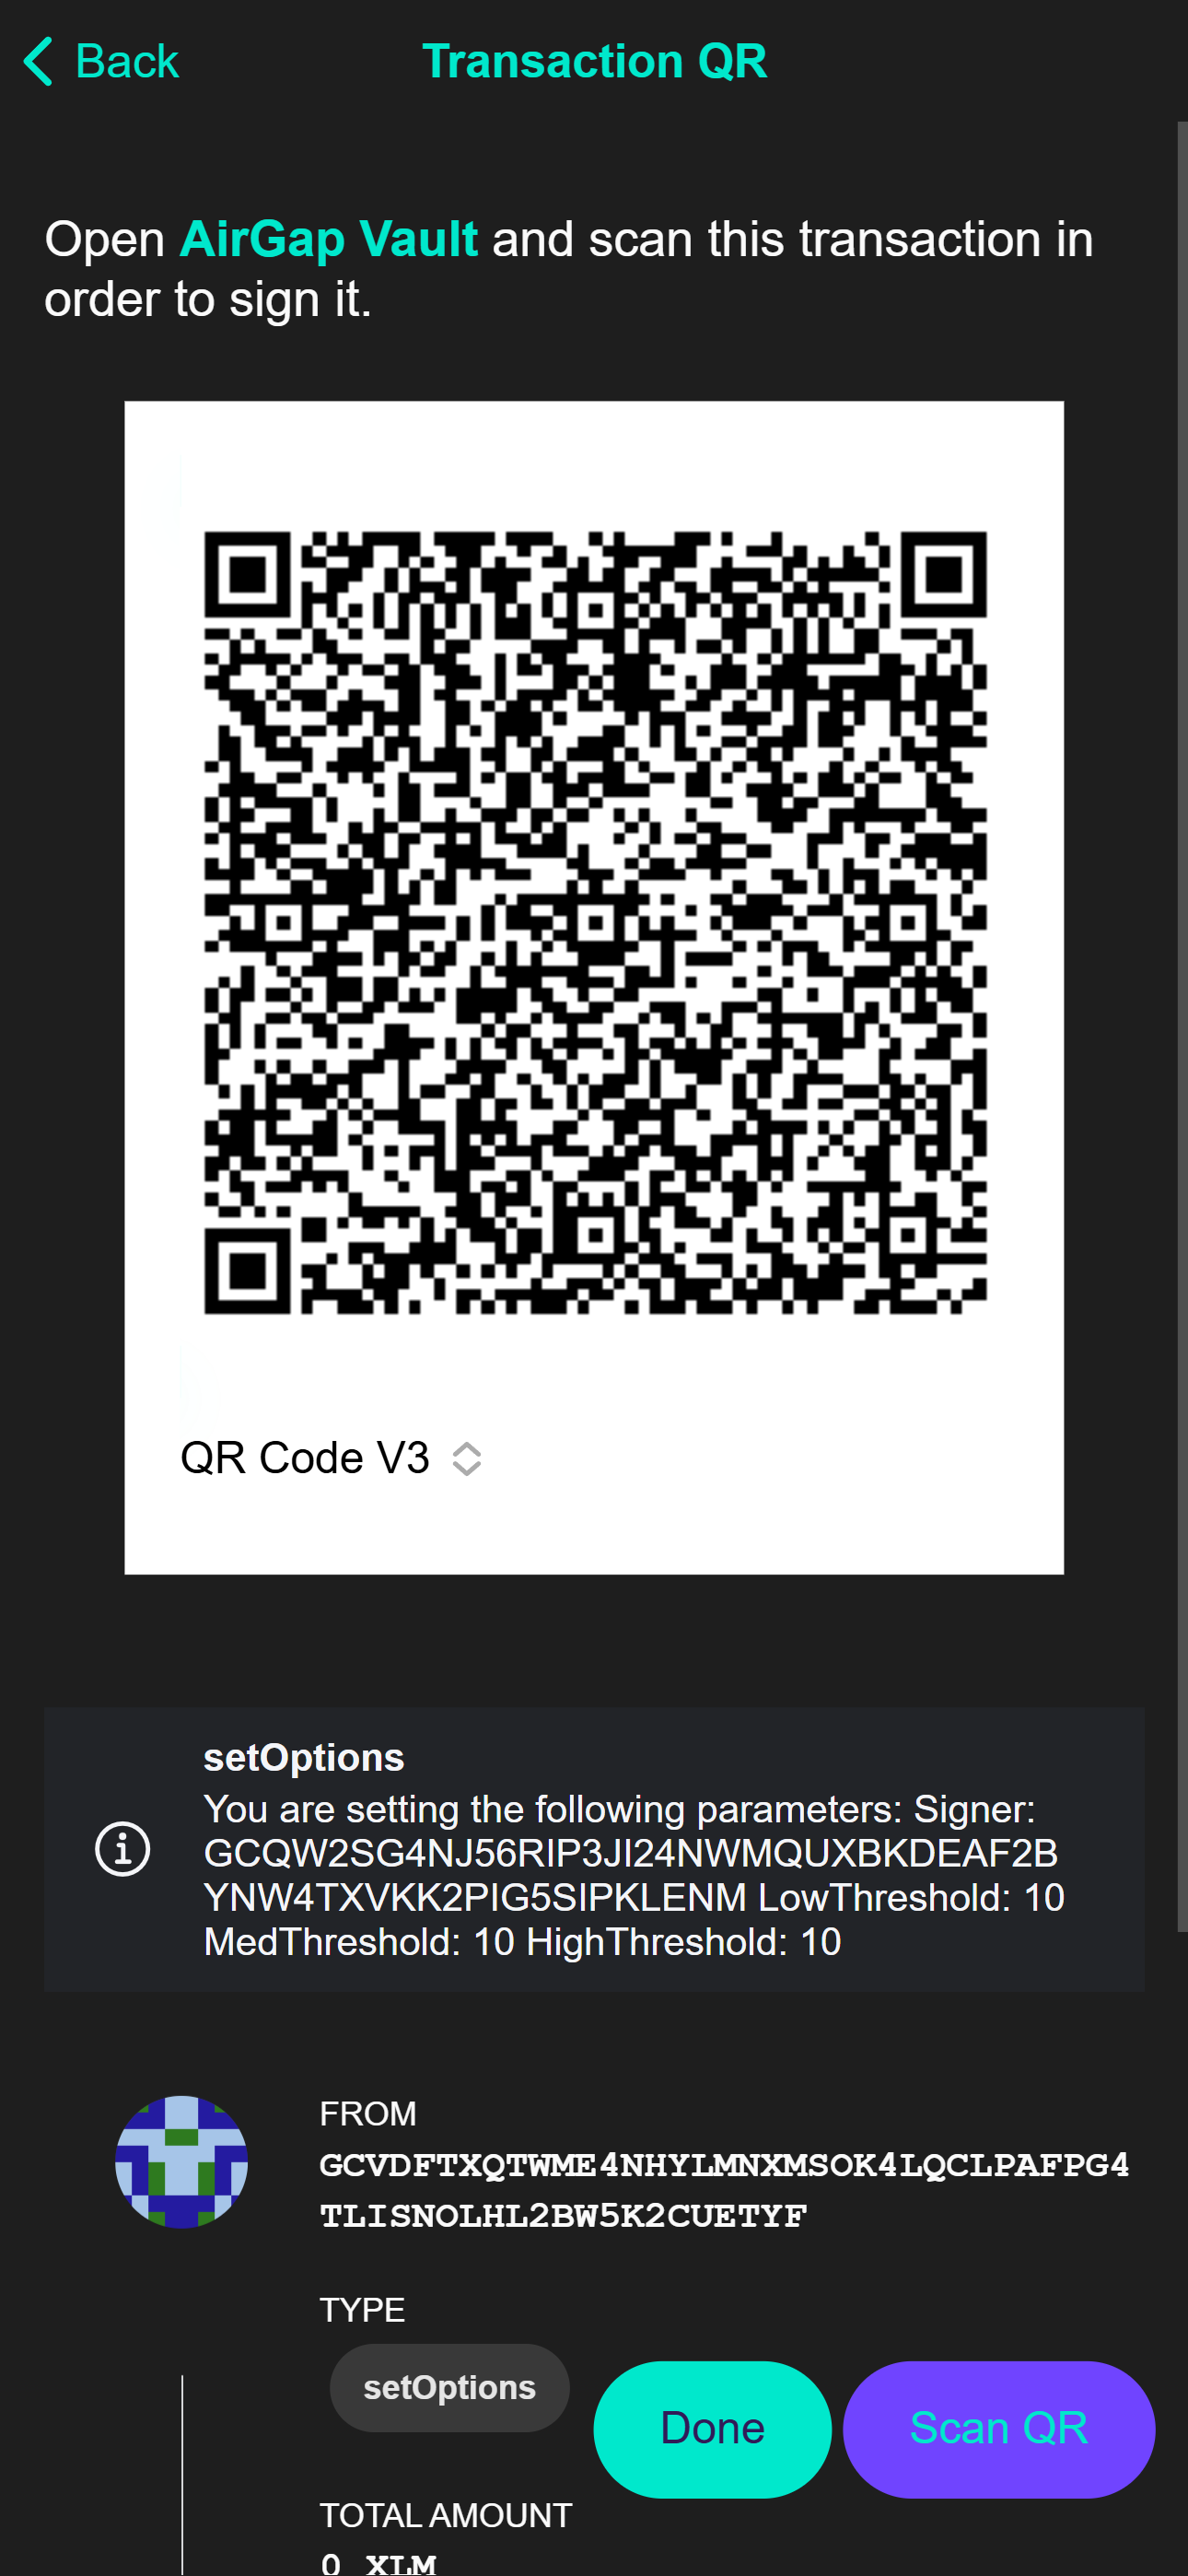 Back
Transaction QR
Open AirGap Vault and scan this transaction in
order to sign it.
QR Code V3
setOptions
You are setting the following parameters: Signer:
GCQW2SG4NJ56RIP3JI24NWMQUXBKDEAF2B
YNW4TXVKK2PIG5SIPKLENM LowThreshold: 10
MedThreshold: 10 HighThreshold: 10
FROM
GCVDFTXQTWME4NHYLMNXMSOK4LQCLPAFPG4
TLISNOLHL2BW5K2CUETYF
TYPE
setOptions
Done
Scan QR
TOTAL AMOUNT
0 XLM